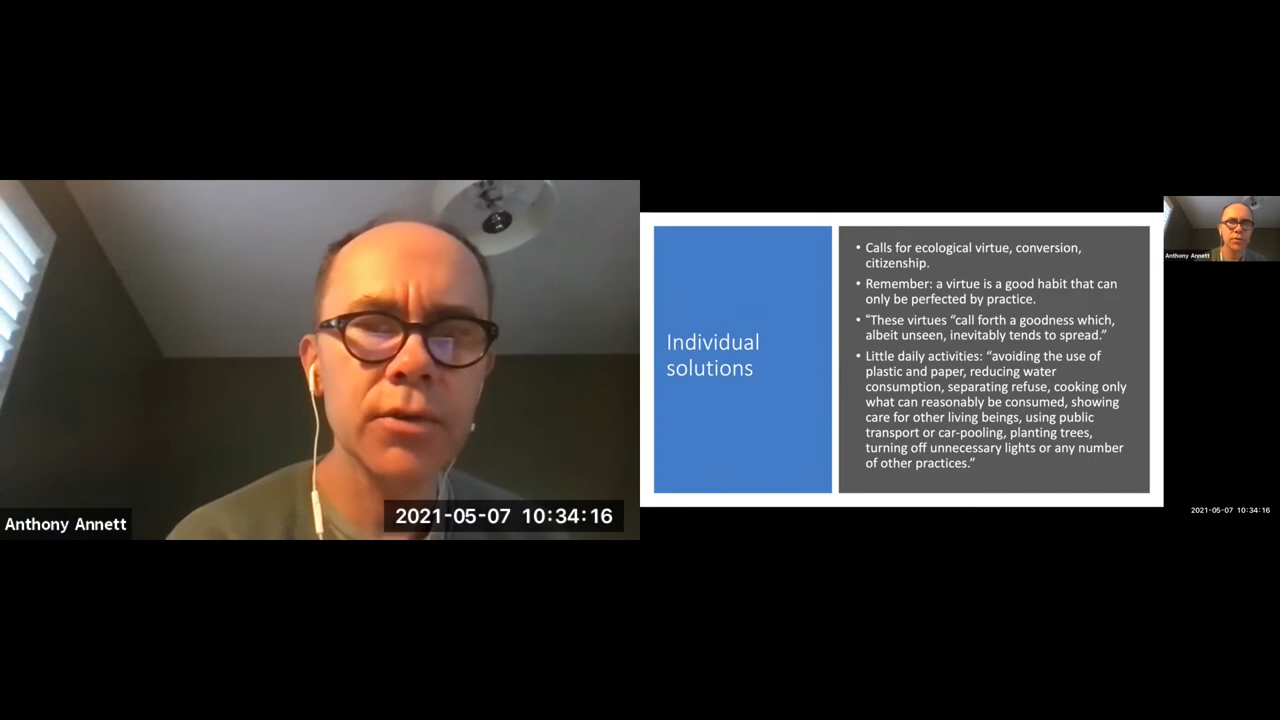 Anthony Annett
2021-05-07 10:34:16
Individual
solutions
• Calls for ecological virtue, conversion,
citizenship.
• Remember: a virtue is a good habit that can
only be perfected by practice.
• “These virtues “call forth a goodness which,
albeit unseen, inevitably tends to spread.”
• Little daily activities: “avoiding the use of
plastic and paper, reducing water
consumption, separating refuse, cooking only
what can reasonably be consumed, showing
care for other living beings, using public
transport or car-pooling, planting trees,
turning off unnecessary lights or any number
of other practices.”
Anthony Annett
2021-05-07 10:34:16